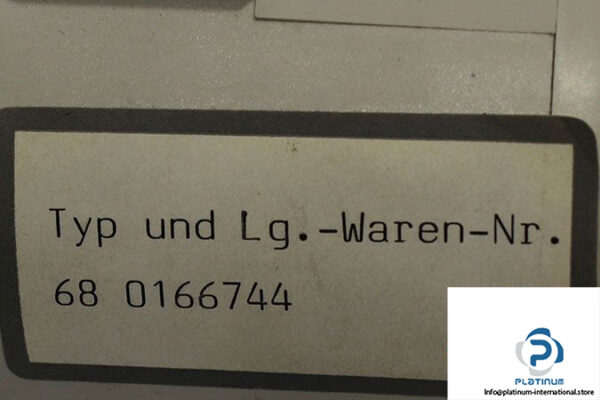 Typ und Lg.-Waren-Nr.
68 0166744
PLATINUM
Info@platinum-international.store